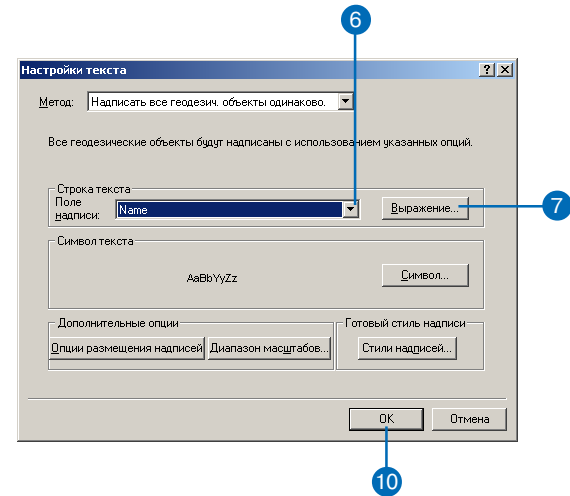 6
Настройки текста
Метод: Надписать все геодезич. объекты одинаково.
Все геодезические объекты будут надписаны с использованием указанных опций.
Строка текста
Поле надписи: Name Выражение... 7
Символ текста
AaBbYyZz Символ...
Дополнительные опции Готовый стиль надписи
Опции размещения надписей Диапазон масштабов... Стили надписей...
OK Отмена
10